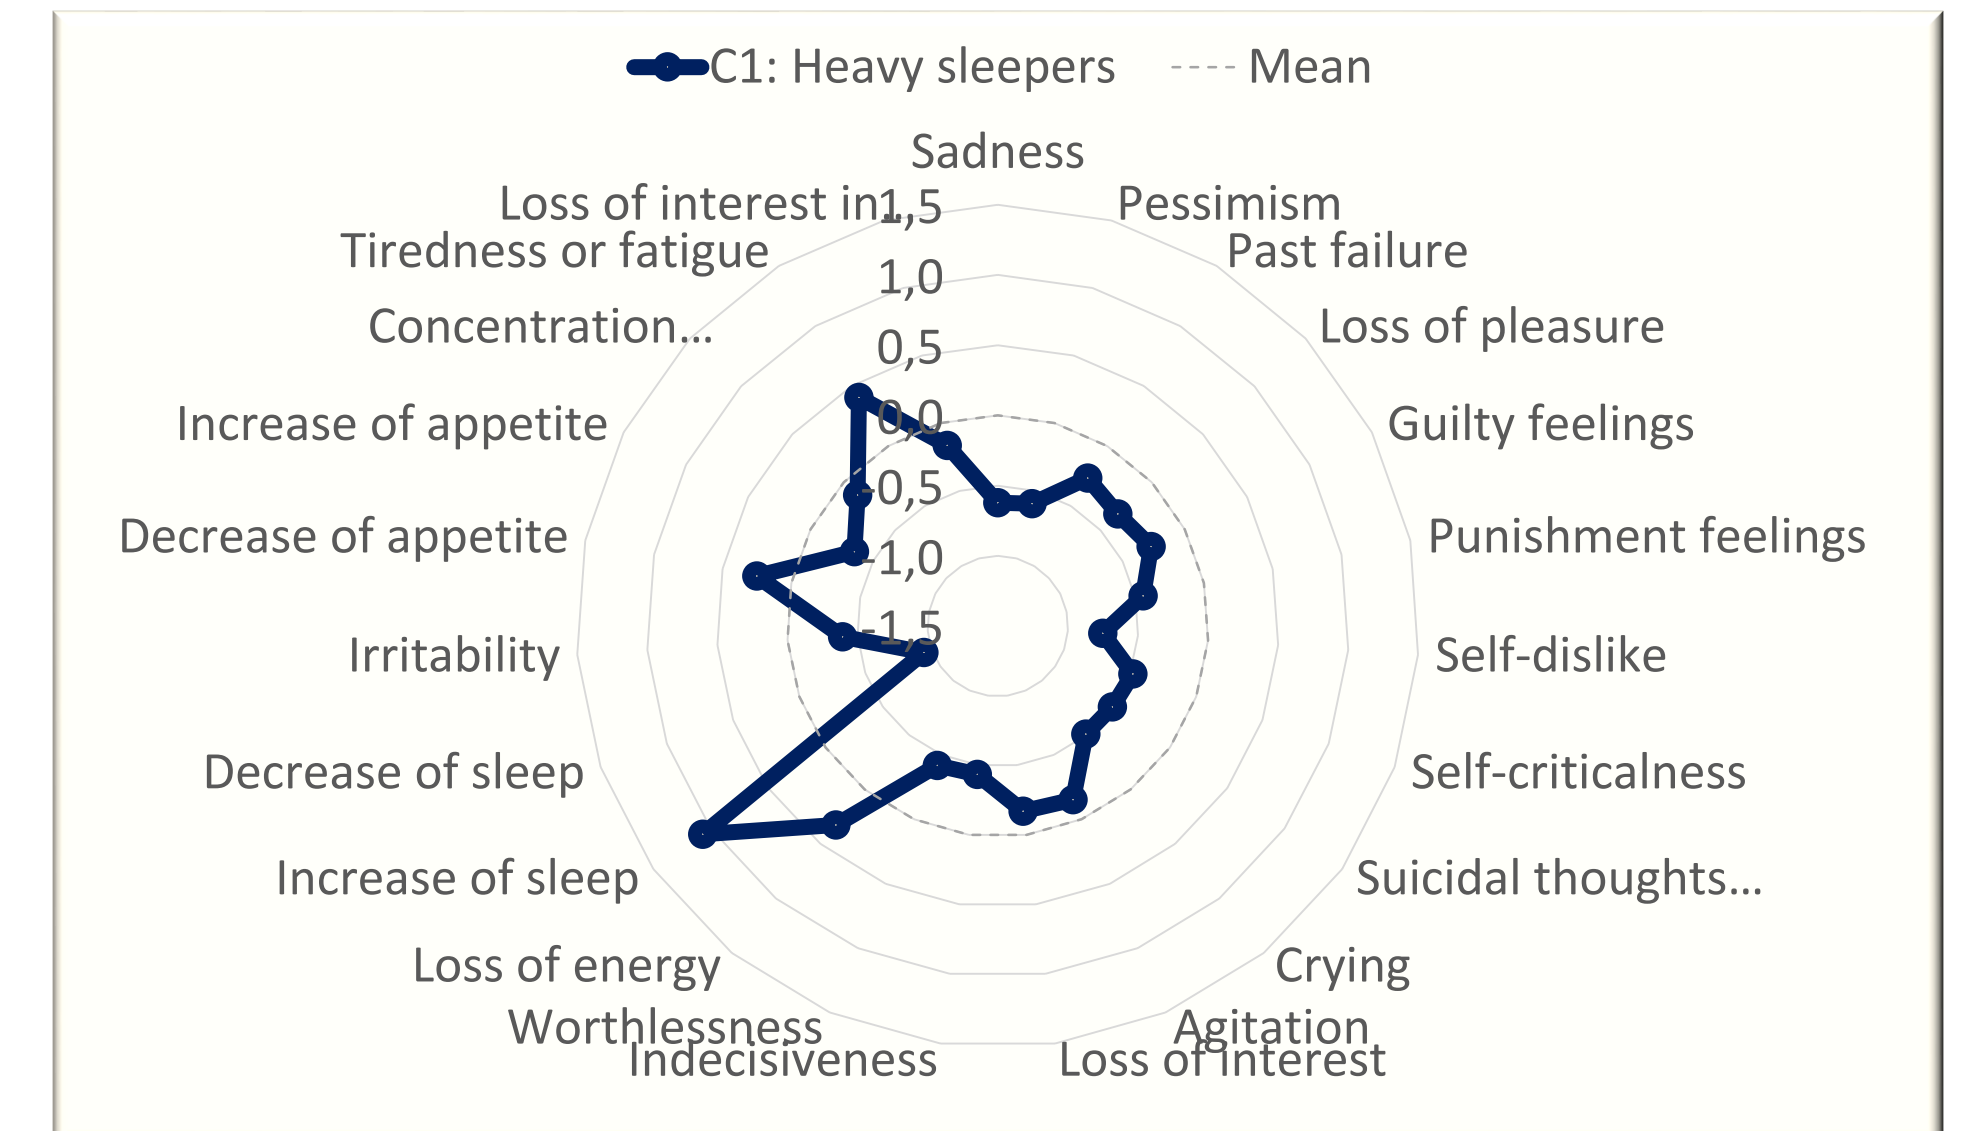 C1: Heavy sleepers
Mean
Sadness
Pessimism
Past failure
Loss of pleasure
Guilty feelings
Punishment feelings
Self-dislike
Self-criticalness
Suicidal thoughts…
Crying
Agitation
Loss of interest
Indecisiveness
Worthlessness
Loss of energy
Increase of sleep
Decrease of sleep
Irritability
Decrease of appetite
Increase of appetite
Concentration…
Tiredness or fatigue
Loss of interest in…
1,5
1,0
0,5
0,0
-0,5
-1,0
-1,5